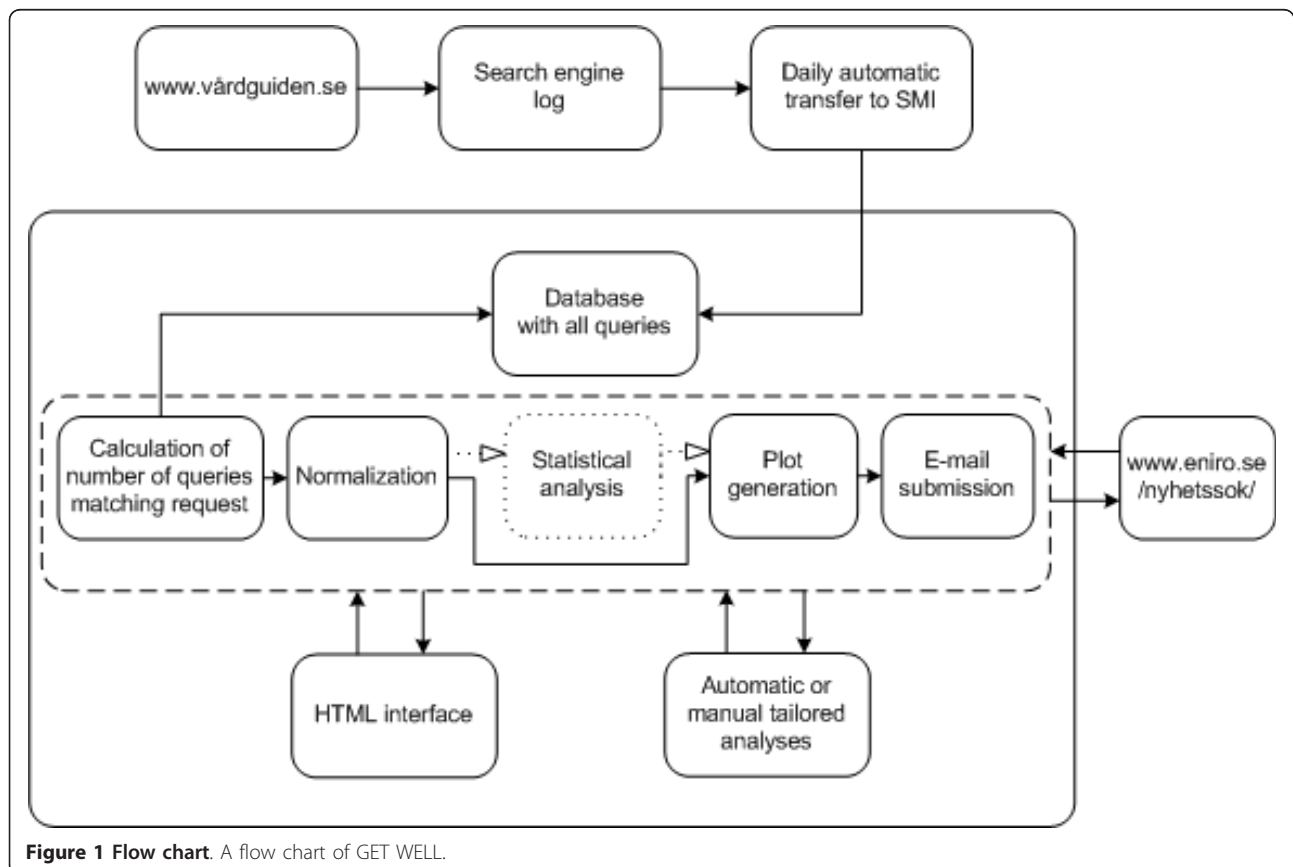 www.vårdguiden.se
Search engine
log
Daily automatic
transfer to SMI
Database
with all queries
Calculation of
number of queries
matching request
Normalization
Statistical
analysis
Plot
generation
E-mail
submission
www.eniro.se
/nyhetssok/
HTML interface
Automatic or
manual tailored
analyses
Figure 1 Flow chart. A flow chart of GET WELL.